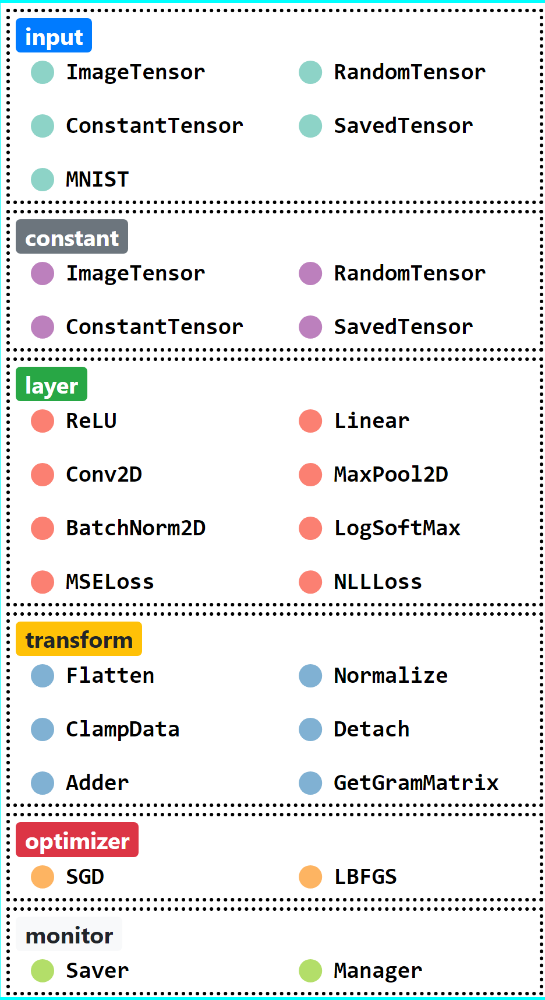 input
ImageTensor RandomTensor
ConstantTensor SavedTensor
MNIST
constant
ImageTensor RandomTensor
ConstantTensor SavedTensor
layer
ReLU Linear
Conv2D MaxPool2D
BatchNorm2D LogSoftMax
MSELoss NLLLoss
transform
Flatten Normalize
ClampData Detach
Adder GetGramMatrix
optimizer
SGD LBFGS
monitor
Saver Manager